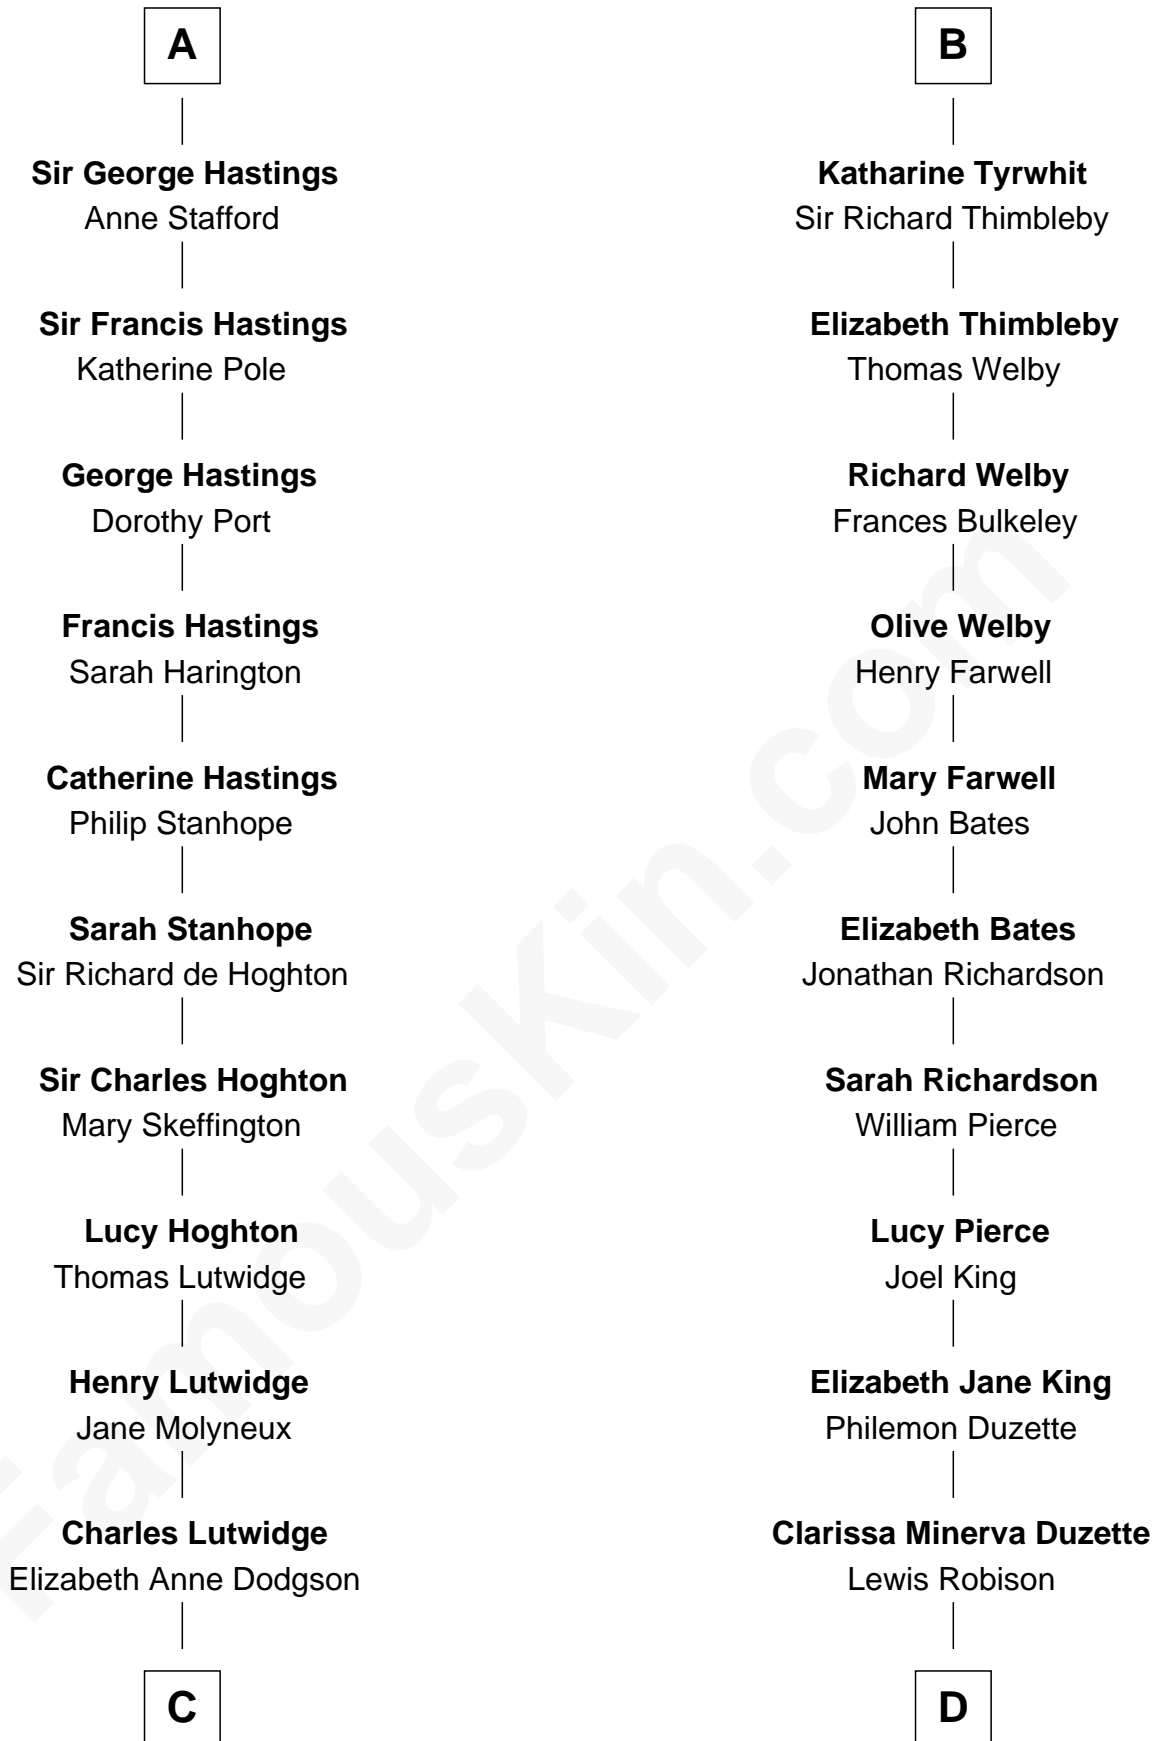 A
Sir George Hastings
Anne Stafford
Sir Francis Hastings
Katherine Pole
George Hastings
Dorothy Port
Francis Hastings
Sarah Harington
Catherine Hastings
Philip Stanhope
Sarah Stanhope
Sir Richard de Hoghton
Sir Charles Hoghton
Mary Skeffington
Lucy Hoghton
Thomas Lutwidge
Henry Lutwidge
Jane Molyneux
Charles Lutwidge
Elizabeth Anne Dodgson
C
B
Katharine Tyrwhit
Sir Richard Thimbleby
Elizabeth Thimbleby
Thomas Welby
Richard Welby
Frances Bulkeley
Olive Welby
Henry Farwell
Mary Farwell
John Bates
Elizabeth Bates
Jonathan Richardson
Sarah Richardson
William Pierce
Lucy Pierce
Joel King
Elizabeth Jane King
Philemon Duzette
Clarissa Minerva Duzette
Lewis Robison
D
FamousKin.com